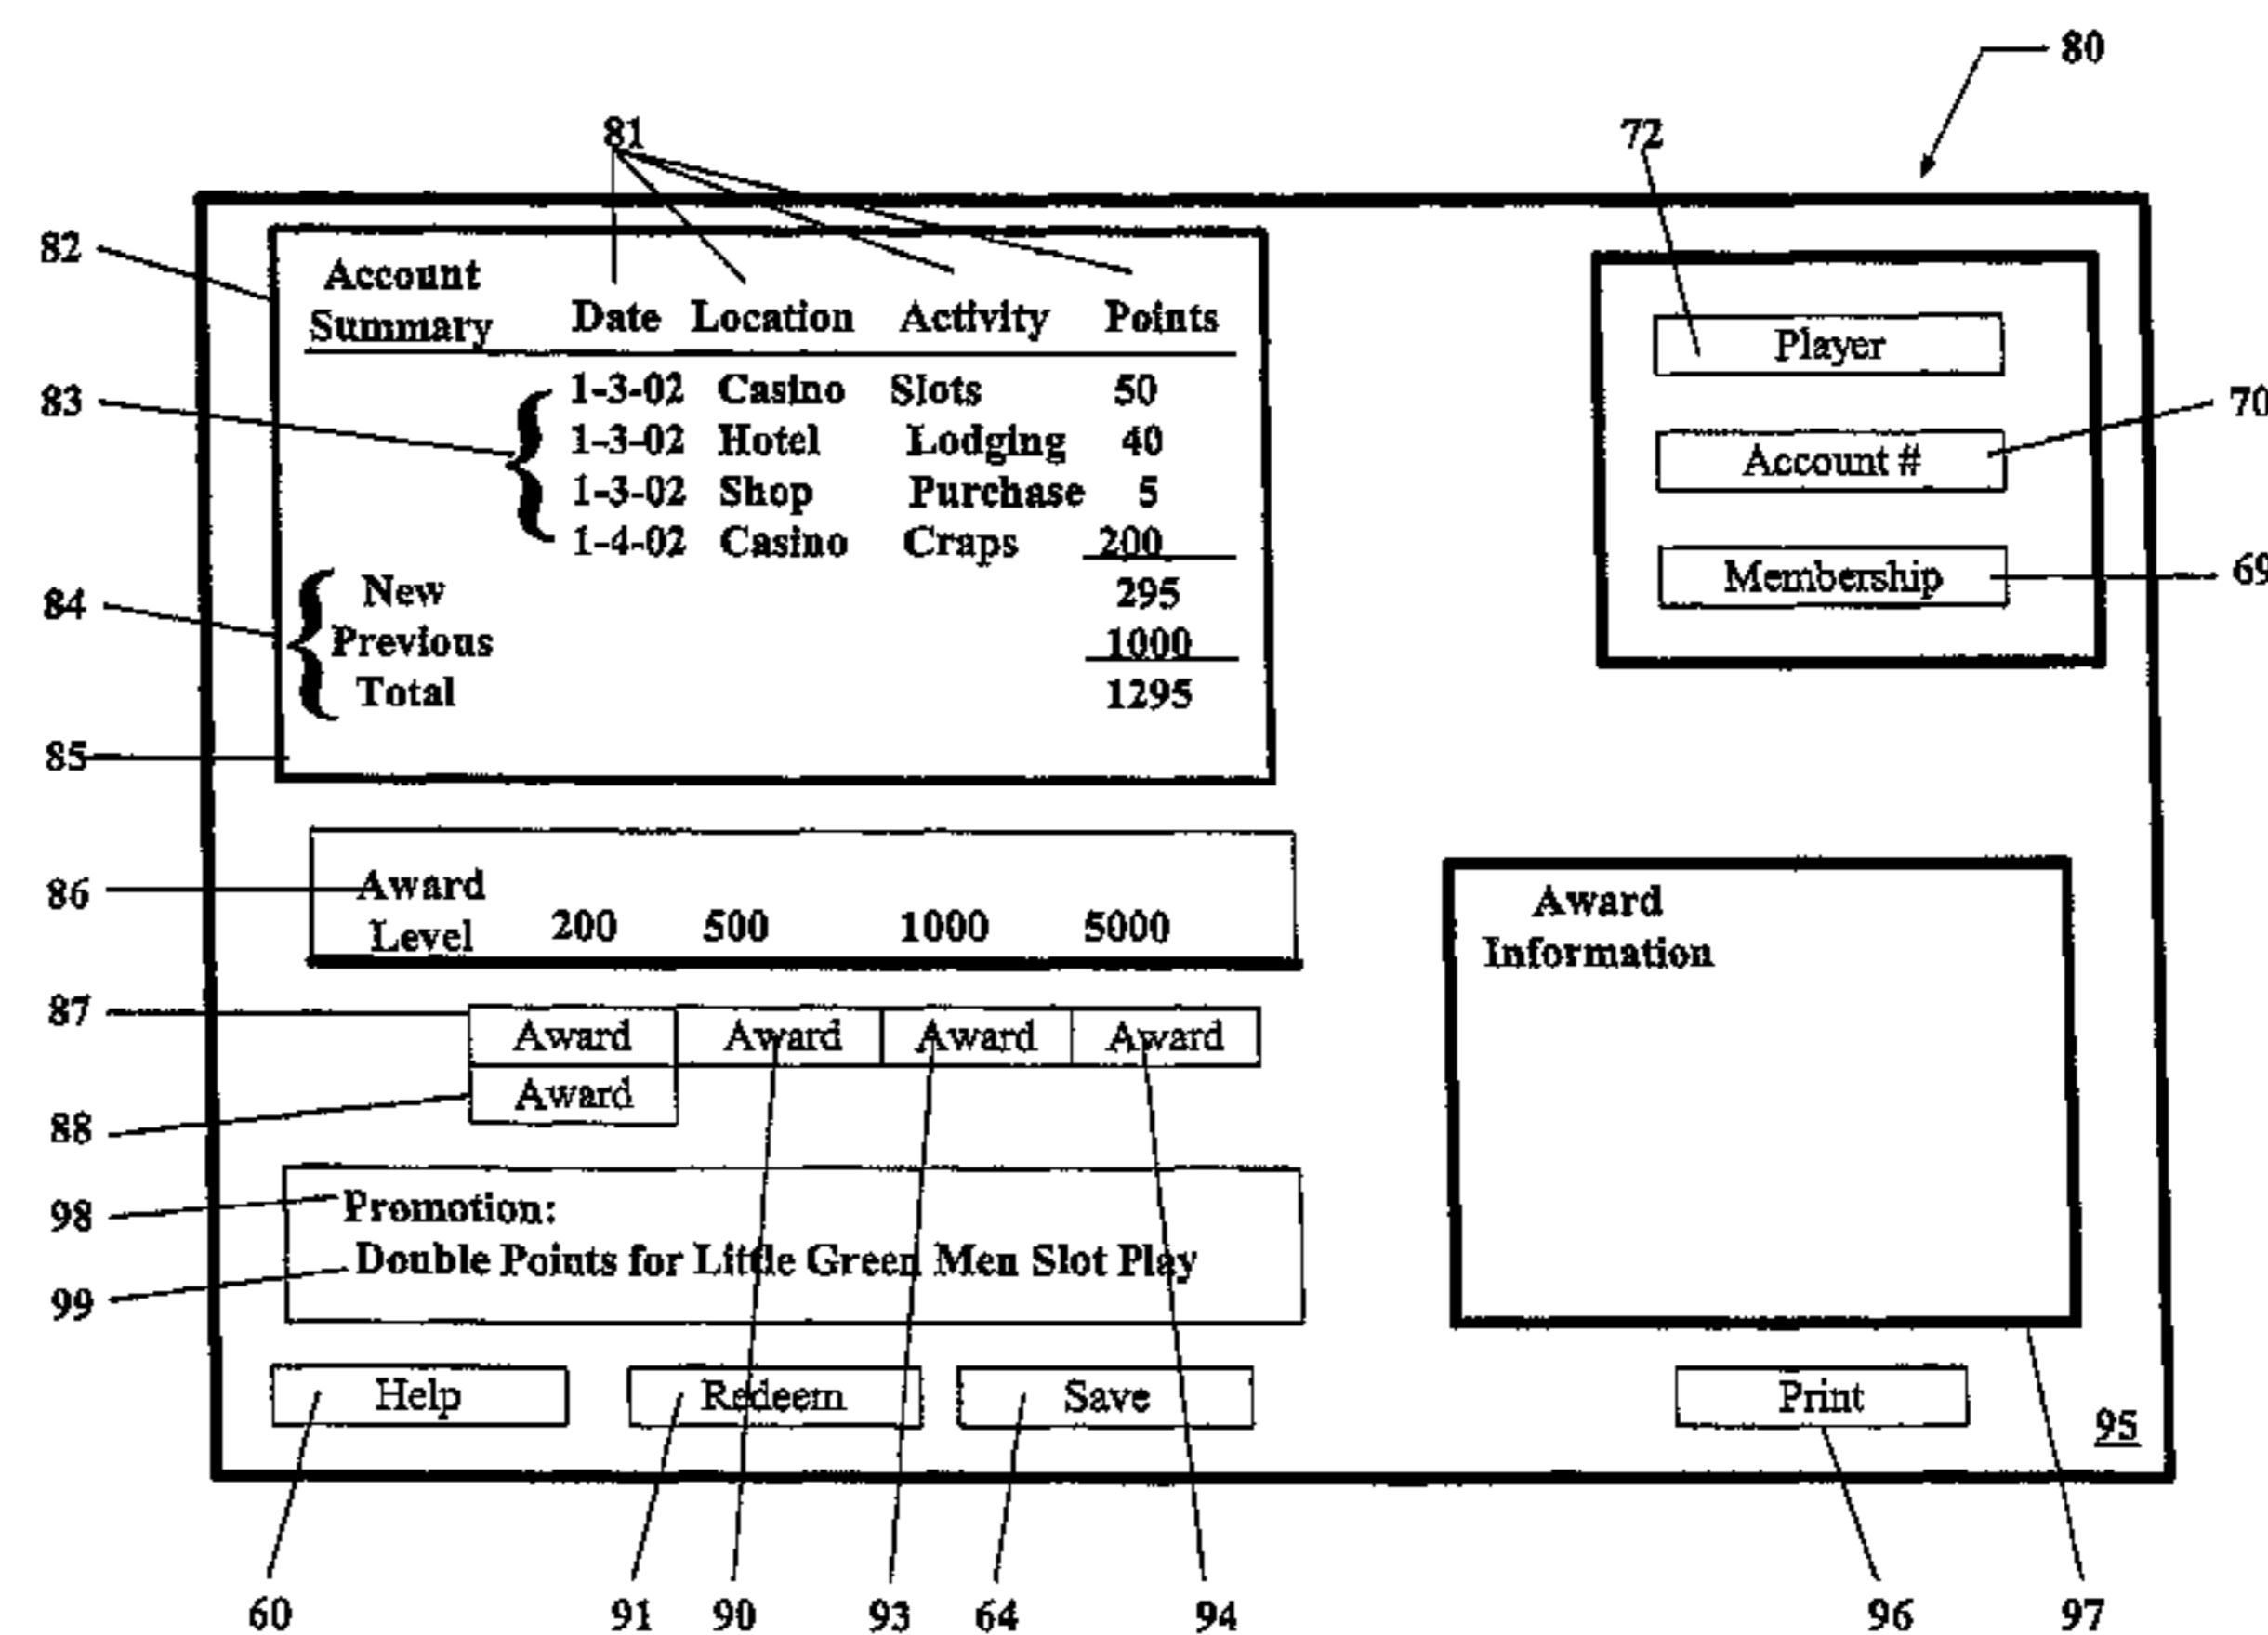 80
81
72
82
Account
Summary Date Location Activity Points
Player
83
1-3-02 Casino Slots 50
70
1-3-02 Hotel Lodging 40
Account #
1-3-02 Shop Purchase 5
1-4-02 Casino Craps 200
69
Membership
84
New 295
Previous 1000
Total 1295
85
86
Award
Level 200 500 1000 5000
Award
Information
87
Award Award Award Award
88
Award
98
Promotion:
99
Double Points for Little Green Men Slot Play
Help Redeem Save Print
95
60 91 90 93 64 94 96 97